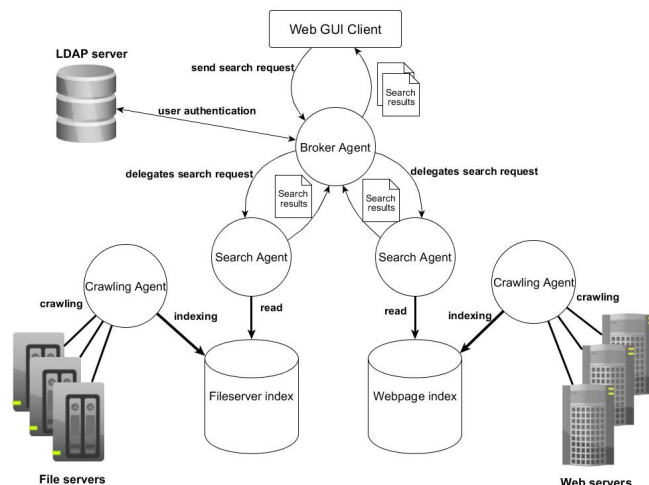 Web GUI Client
LDAP server
send search request
Search
results
user authentication
Broker Agent
delegates search request
delegates search request
Search
results
Search
results
Search Agent
Search Agent
Crawling Agent
Crawling Agent
crawling
crawling
indexing
read
read
indexing
Fileserver index
Webpage index
File servers
Web servers